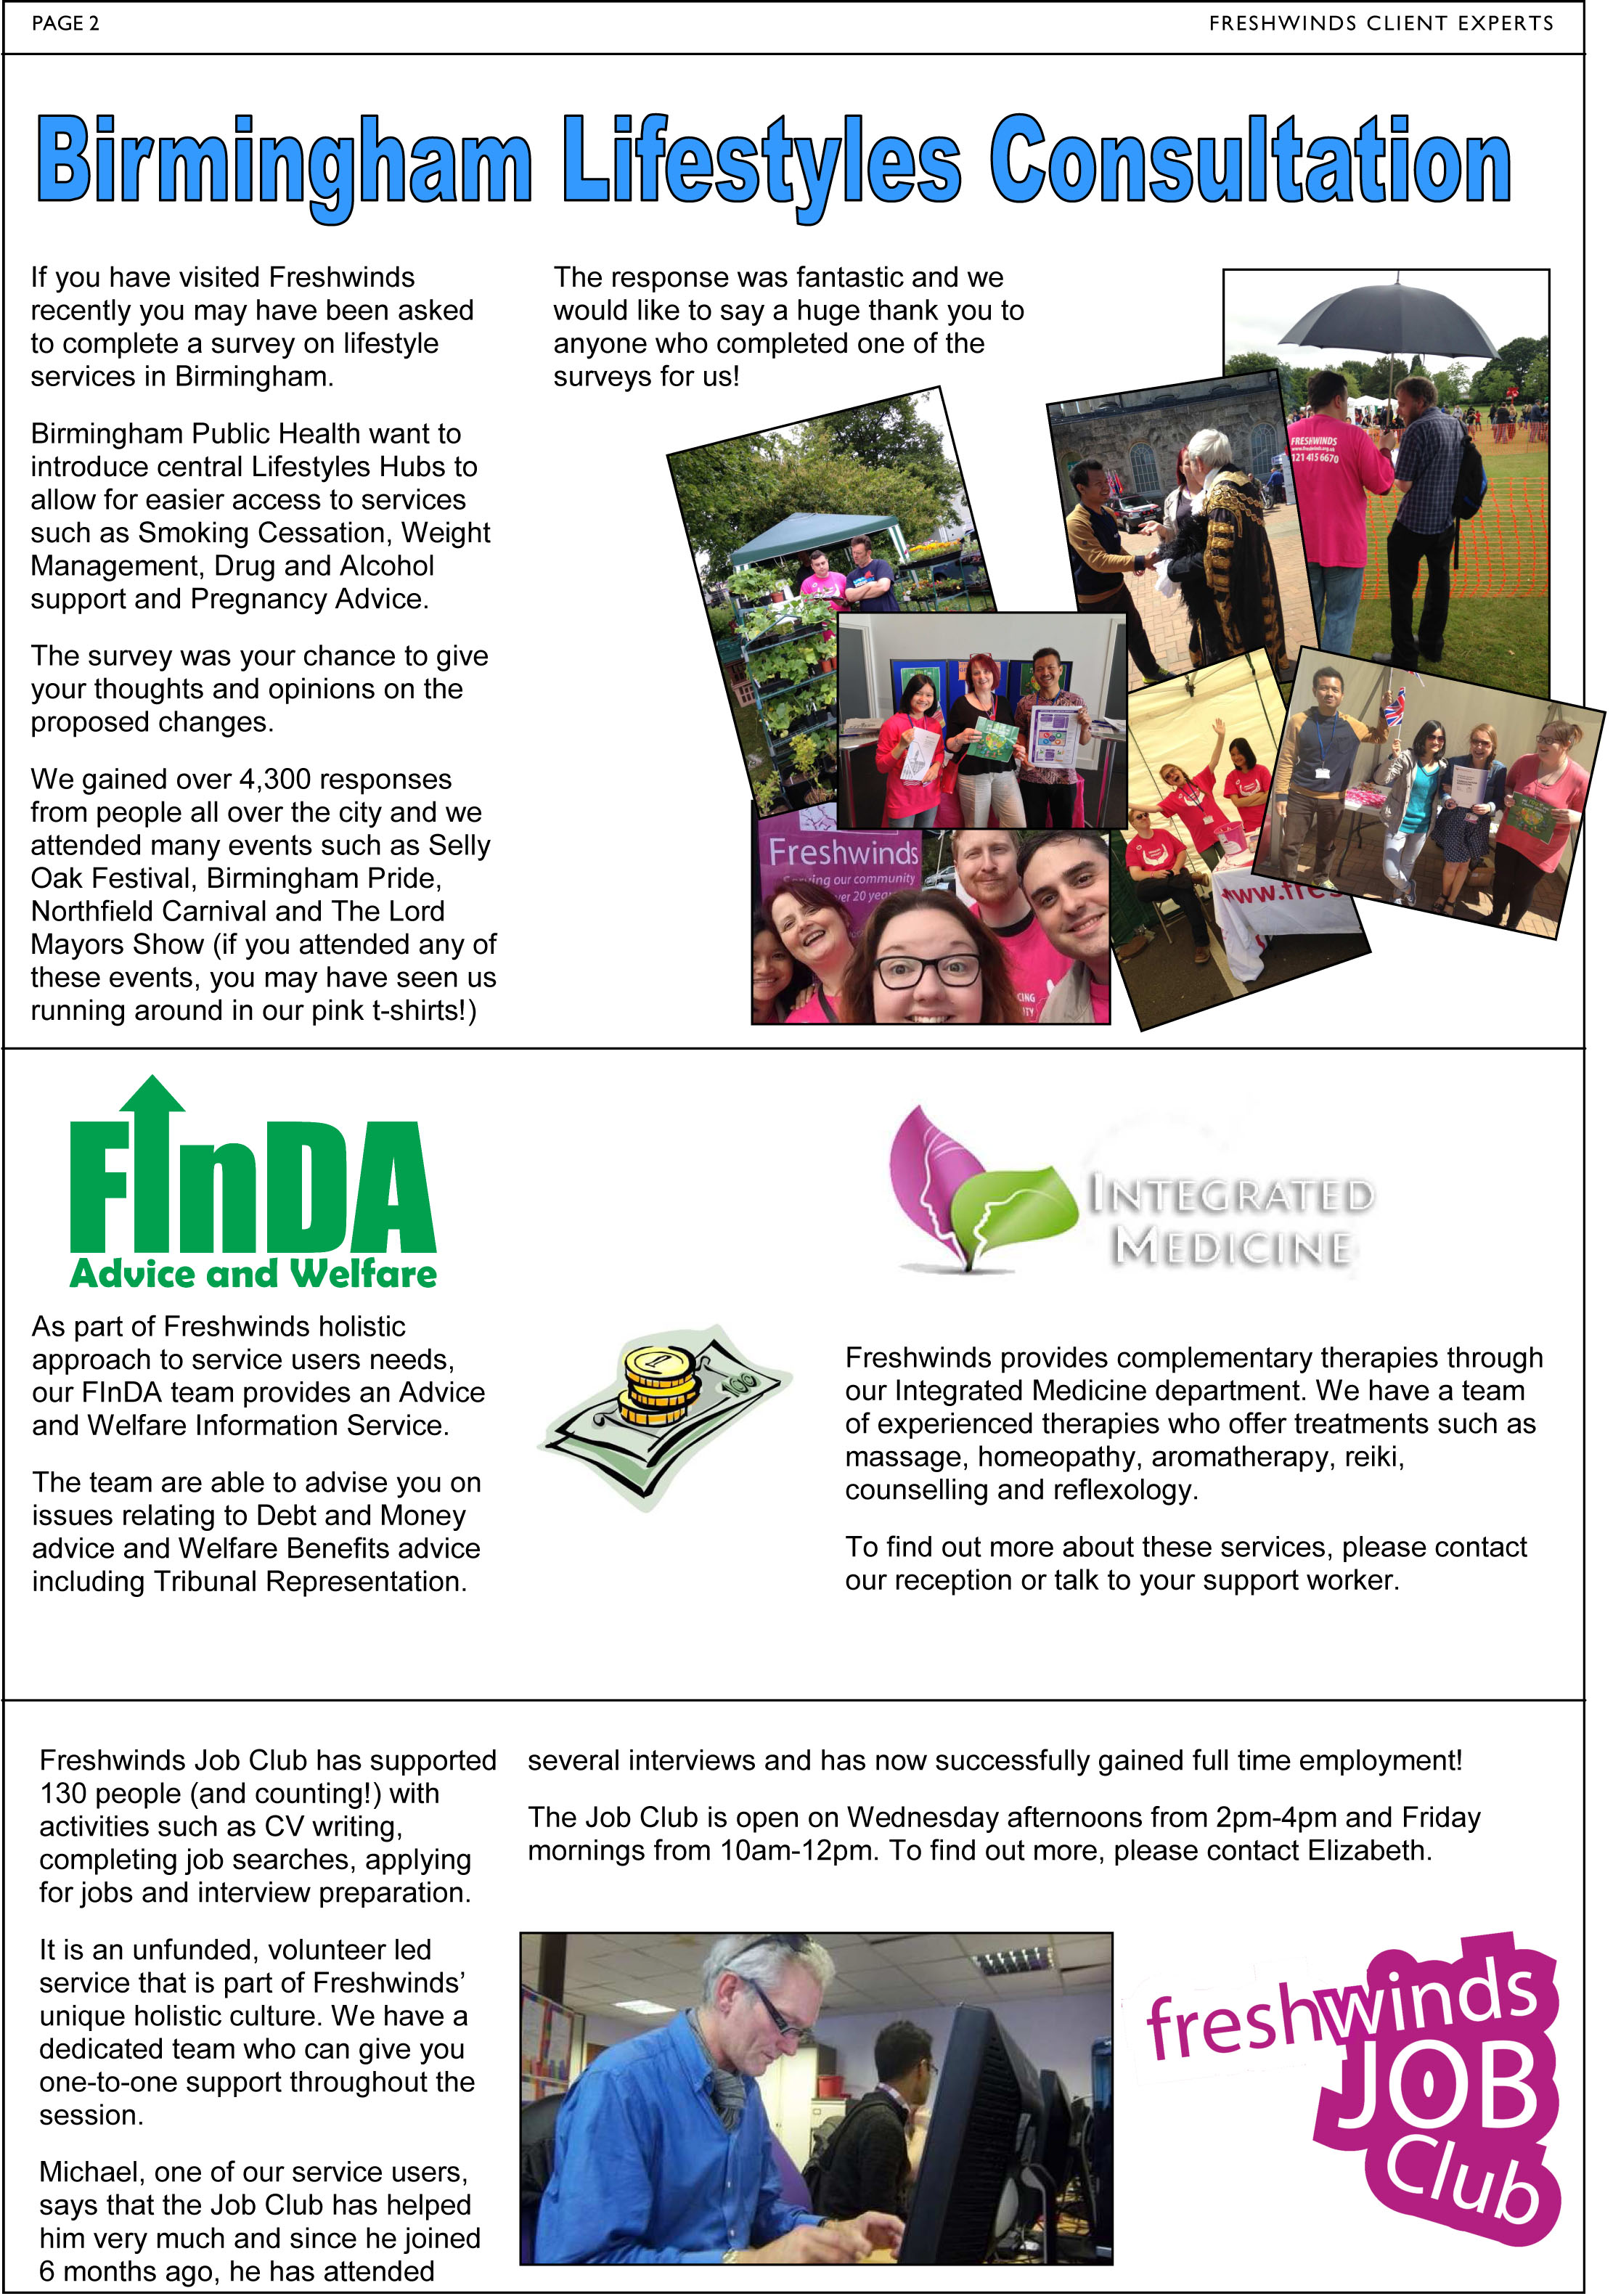 PAGE 2
FRESHWINDS CLIENT EXPERTS
Birmingham Lifestyles Consultation
If you have visited Freshwinds
recently you may have been asked
to complete a survey on lifestyle
services in Birmingham.
Birmingham Public Health want to
introduce central Lifestyles Hubs to
allow for easier access to services
such as Smoking Cessation, Weight
Management, Drug and Alcohol
support and Pregnancy Advice.
The survey was your chance to give
your thoughts and opinions on the
proposed changes.
We gained over 4,300 responses
from people all over the city and we
attended many events such as Selly
Oak Festival, Birmingham Pride,
Northfield Carnival and The Lord
Mayors Show (if you attended any of
these events, you may have seen us
running around in our pink t-shirts!)
The response was fantastic and we
would like to say a huge thank you to
anyone who completed one of the
surveys for us!
FRESHWINDS
121 415 6670
Freshwinds
our community
20
www.fres
FInDA
Advice and Welfare
As part of Freshwinds holistic
approach to service users needs,
our FInDA team provides an Advice
and Welfare Information Service.
The team are able to advise you on
issues relating to Debt and Money
advice and Welfare Benefits advice
including Tribunal Representation.
100
INTEGRATED
MEDICINE
Freshwinds provides complementary therapies through
our Integrated Medicine department. We have a team
of experienced therapies who offer treatments such as
massage, homeopathy, aromatherapy, reiki,
counselling and reflexology.
To find out more about these services, please contact
our reception or talk to your support worker.
Freshwinds Job Club has supported
130 people (and counting!) with
activities such as CV writing,
completing job searches, applying
for jobs and interview preparation.
It is an unfunded, volunteer led
service that is part of Freshwinds’
unique holistic culture. We have a
dedicated team who can give you
one-to-one support throughout the
session.
Michael, one of our service users,
says that the Job Club has helped
him very much and since he joined
6 months ago, he has attended
several interviews and has now successfully gained full time employment!
The Job Club is open on Wednesday afternoons from 2pm-4pm and Friday
mornings from 10am-12pm. To find out more, please contact Elizabeth.
freshwinds
JOB
Club